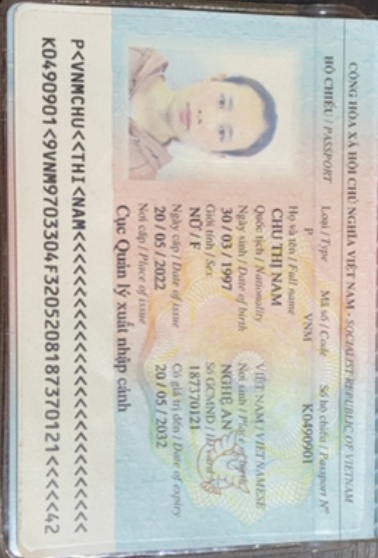 CỘNG HÒA XÃ HỘI CHỦ NGHĨA VIỆT NAM - SOCIALIST REPUBLIC OF VIETNAM
HỘ CHIẾU / PASSPORT
Loại / Type
Mã số / Code
Số hộ chiếu / Passport Nº
P
VNM
K0490901
Họ và tên / Full name
CHU THỊ NAM
Quốc tịch / Nationality
VIỆT NAM / VIETNAMESE
Ngày sinh / Date of birth
Nơi sinh / Place of birth
30 / 03 / 1997
NGHỆ AN
Giới tính / Sex
Số GCMND /
NỮ / F
187370121
Ngày cấp / Date of issue
Có giá trị đến / Date of expiry
20 / 05 / 2022
20 / 05 / 2032
Nơi cấp / Place of issue
Cục Quản lý xuất nhập cảnh
P<VNMCHU<<THI<NAM<<<<<<<<<<<<<<<<<<<<<<<<<<<
K0490901<9VNM9703304F3205208187370121<<<<<42